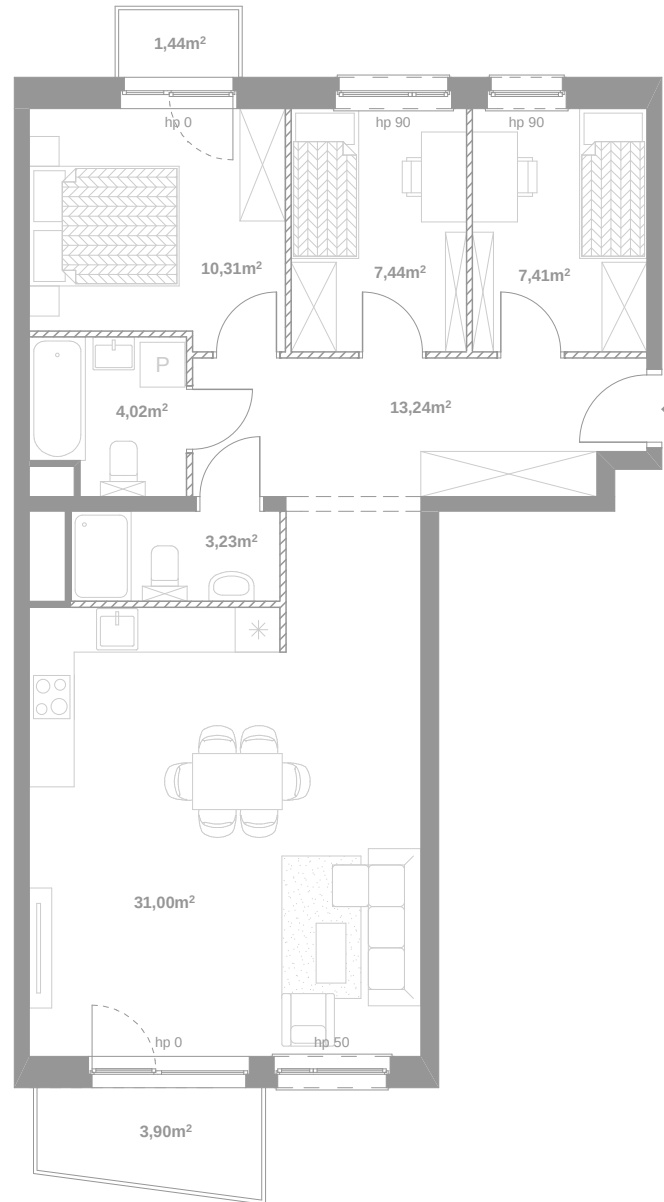 1,44m²
hp 0
hp 90
hp 90
10,31m²
7,44m²
7,41m²
P
4,02m²
13,24m²
3,23m²
31,00m²
hp 0
hp 50
3,90m²